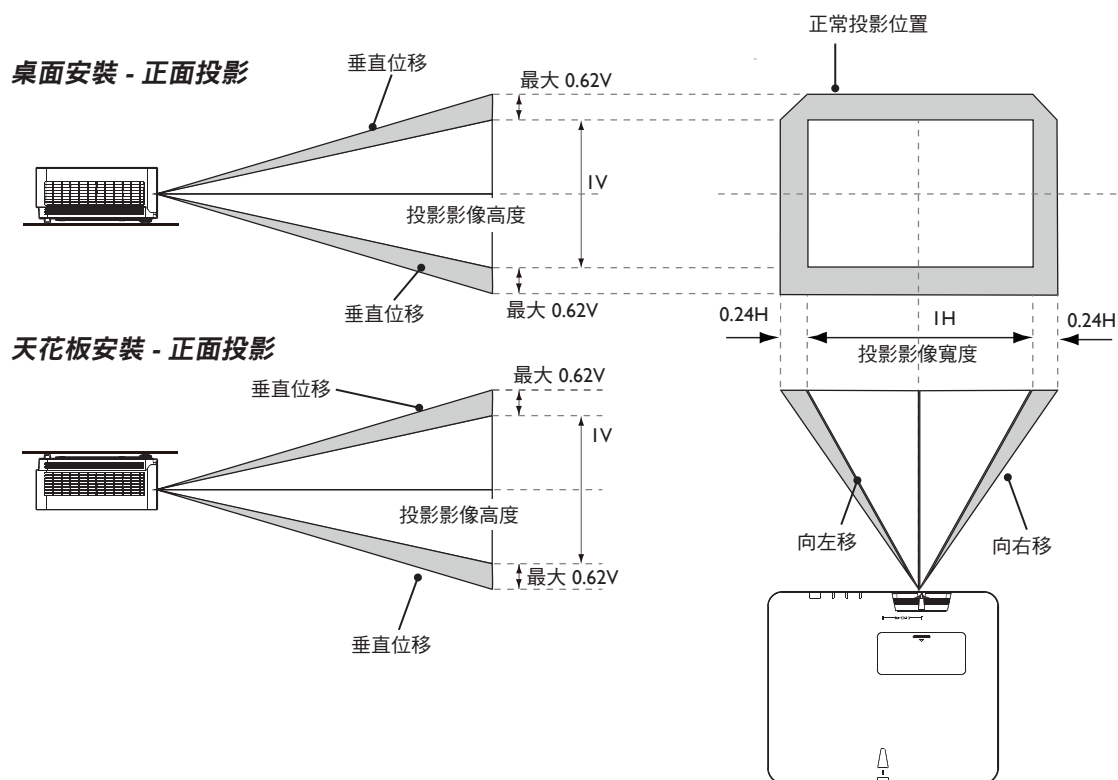 正常投影位置
桌面安裝 - 正面投影
垂直位移
最大 0.62V
1V
投影影像高度
垂直位移
最大 0.62V
0.24H
1H
0.24H
投影影像寬度
天花板安裝 - 正面投影
垂直位移
最大 0.62V
1V
投影影像高度
最大 0.62V
垂直位移
向左移
向右移